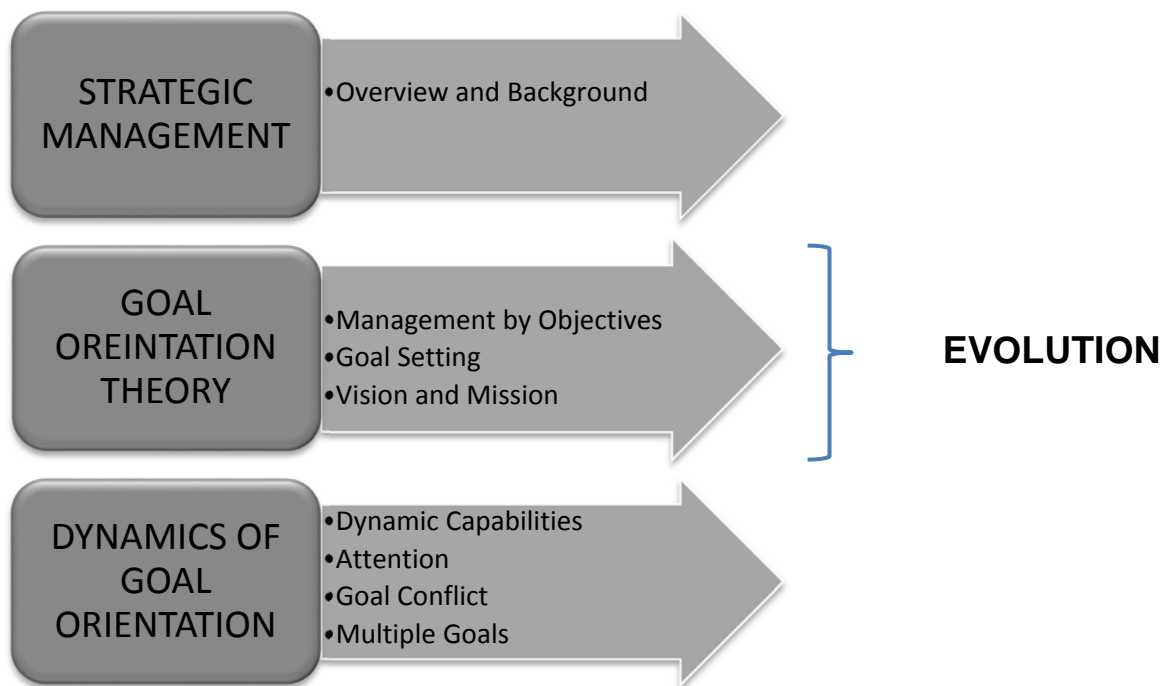 STRATEGIC
MANAGEMENT
•Overview and Background
GOAL
OREINTATION
THEORY
•Management by Objectives
•Goal Setting
•Vision and Mission
EVOLUTION
DYNAMICS OF
GOAL
ORIENTATION
•Dynamic Capabilities
•Attention
•Goal Conflict
•Multiple Goals